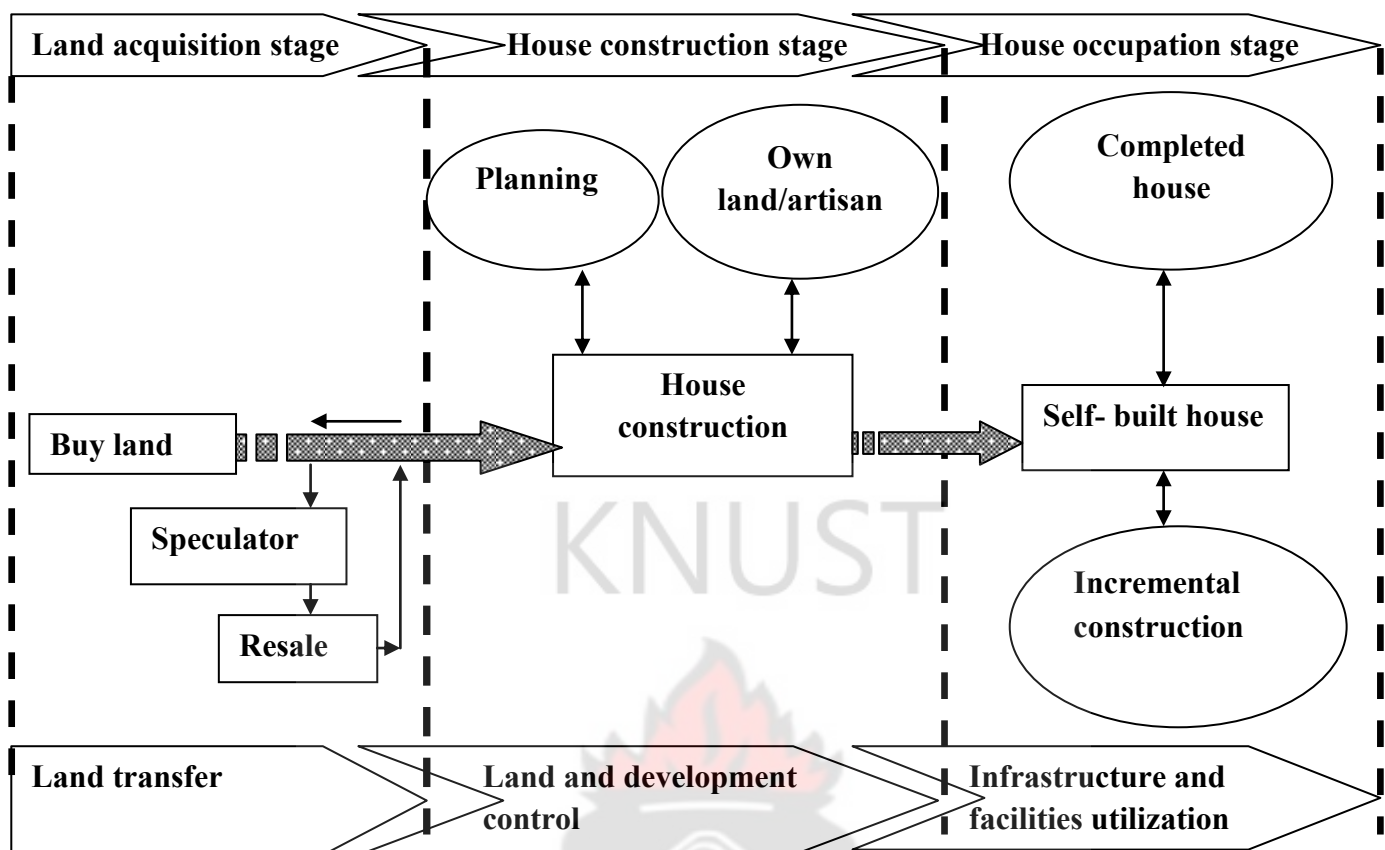 Land acquisition stage
House construction stage
House occupation stage
Planning
Own
land/artisan
Completed
house
House
construction
Buy land
Self- built house
Speculator
KNUST
Resale
Incremental
construction
Land transfer
Land and development
control
Infrastructure and
facilities utilization